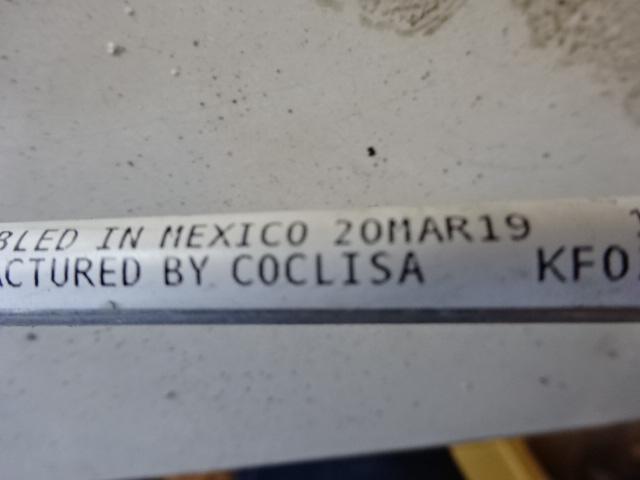 BLED IN MEXICO 20MAR19
ACTURED BY COCLISA KF0